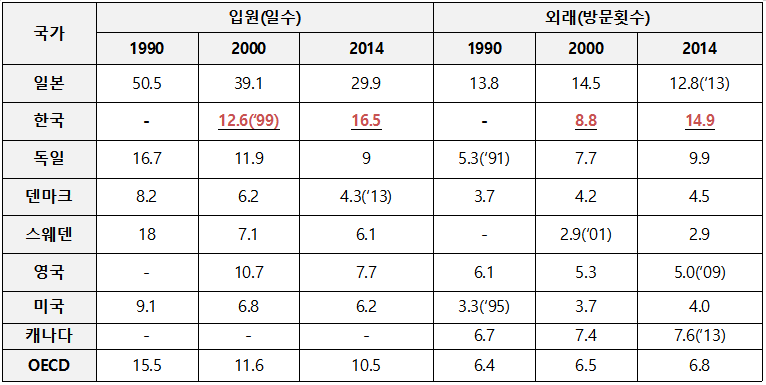 국가 입원(일수) 외래(방문횟수)
1990 2000 2014 1990 2000 2014
일본 50.5 39.1 29.9 13.8 14.5 12.8(‘13)
한국 - 12.6(‘99) 16.5 - 8.8 14.9
독일 16.7 11.9 9 5.3(‘91) 7.7 9.9
덴마크 8.2 6.2 4.3(‘13) 3.7 4.2 4.5
스웨덴 18 7.1 6.1 - 2.9(‘01) 2.9
영국 - 10.7 7.7 6.1 5.3 5.0(‘09)
미국 9.1 6.8 6.2 3.3(‘95) 3.7 4.0
캐나다 - - - 6.7 7.4 7.6(‘13)
OECD 15.5 11.6 10.5 6.4 6.5 6.8